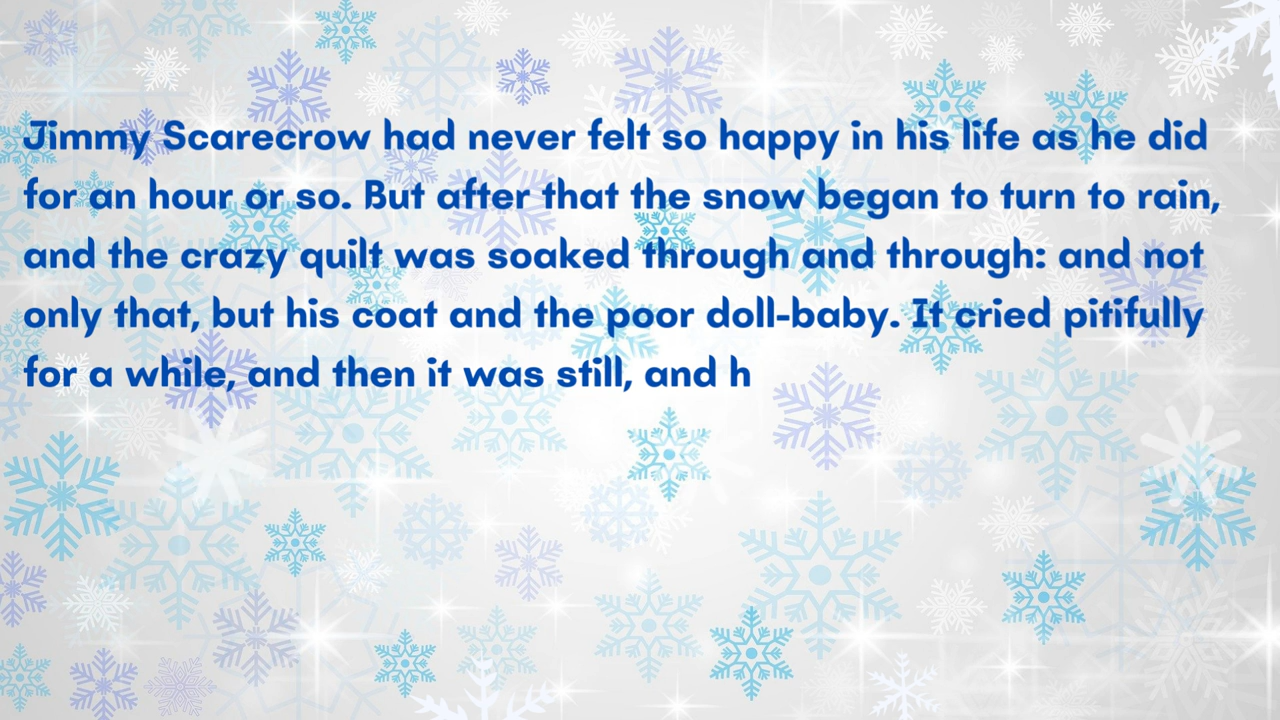 Jimmy Scarecrow had never felt so happy in his life as he did
for an hour or so. But after that the snow began to turn to rain,
and the crazy quilt was soaked through and through: and not
only that, but his coat and the poor doll-baby. It cried pitifully
for a while, and then it was still, and h